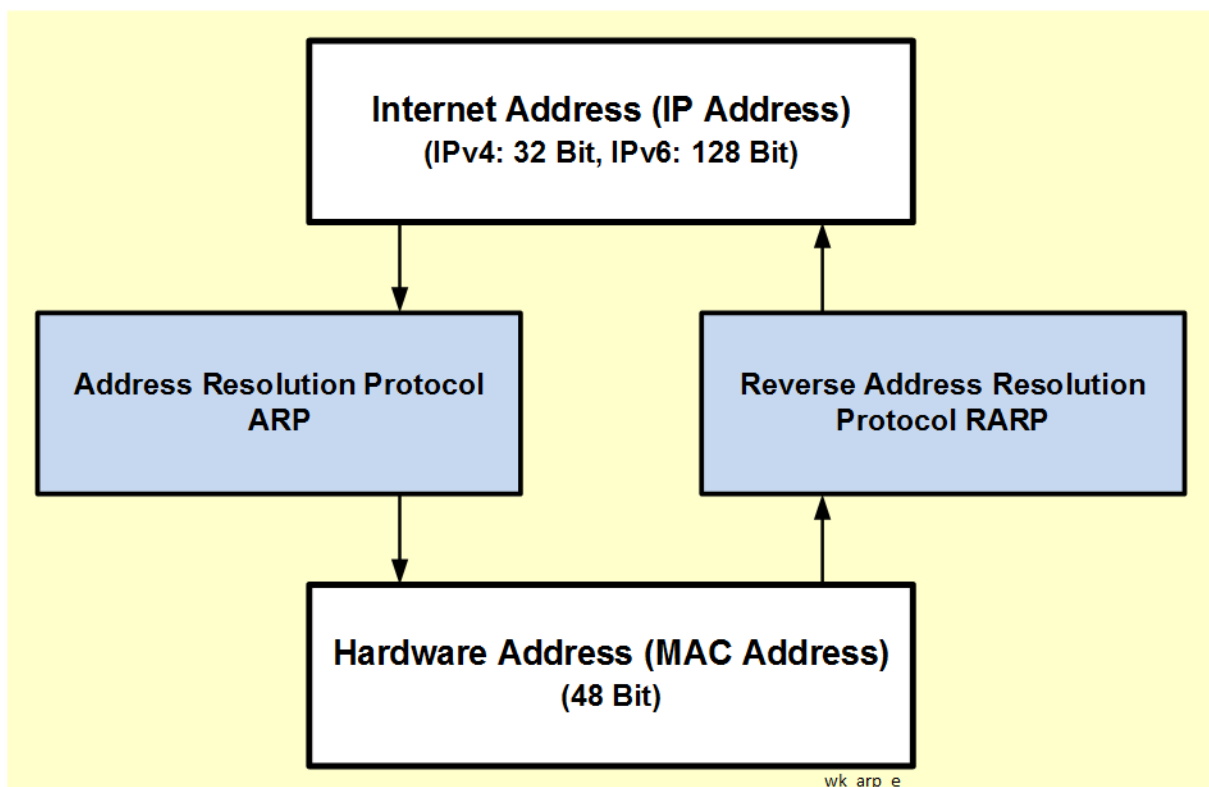 Internet Address (IP Address)
(IPv4: 32 Bit, IPv6: 128 Bit)
Address Resolution Protocol
ARP
Reverse Address Resolution
Protocol RARP
Hardware Address (MAC Address)
(48 Bit)
wk_arp_e